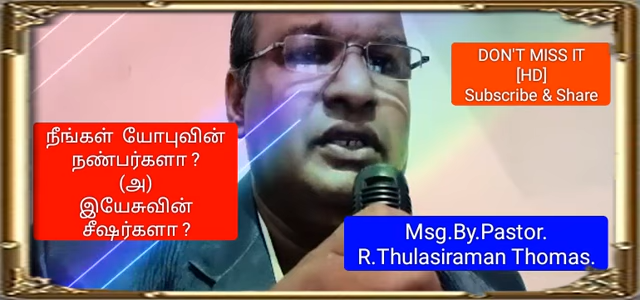 DON'T MISS IT
[HD]
Subscribe & Share
நீங்கள் யோபுவின்
நண்பர்களா ?
(அ)
இயேசுவின்
சீஷர்களா ?
Msg.By.Pastor.
R.Thulasiraman Thomas.